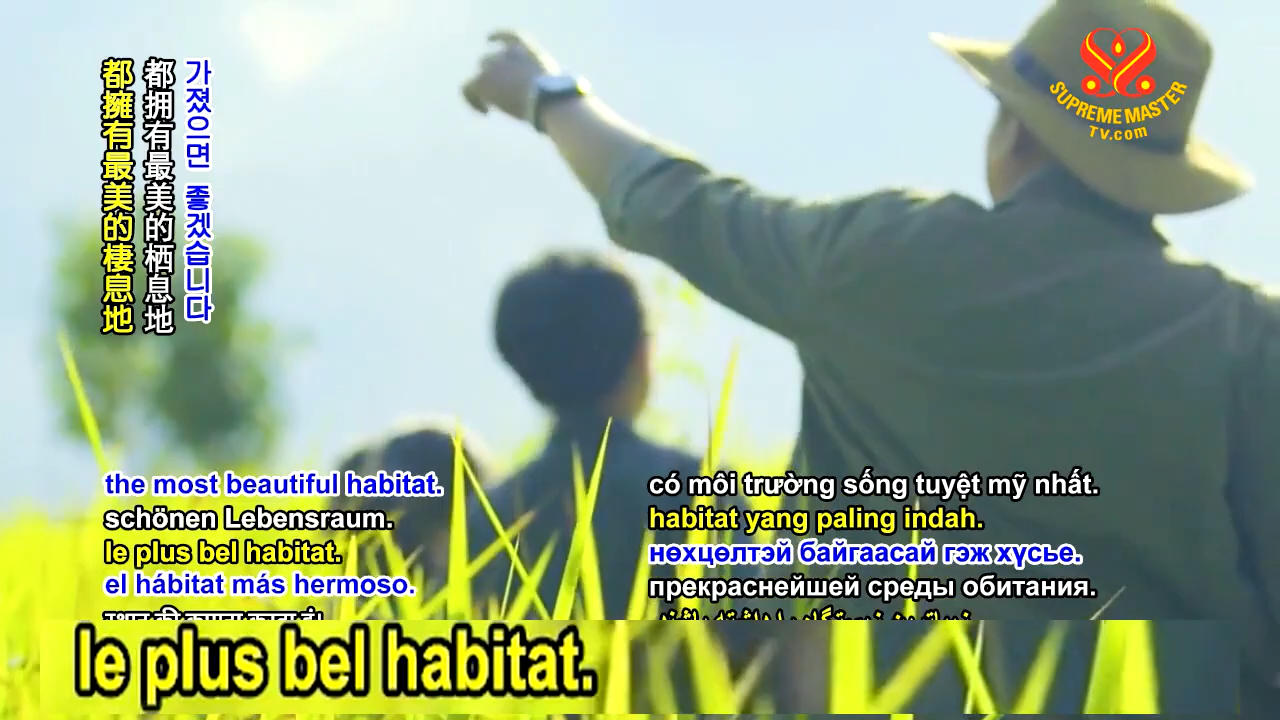 都擁有最美的棲息地
都拥有最美的栖息地
가졌으면 좋겠습니다
SUPREME MASTER
TV.com
the most beautiful habitat.
schönen Lebensraum.
le plus bel habitat.
el hábitat más hermoso.
có môi trường sống tuyệt mỹ nhất.
habitat yang paling indah.
нөхцөлтэй байгаасай гэж хүсье.
прекраснейшей среды обитания.
le plus bel habitat.